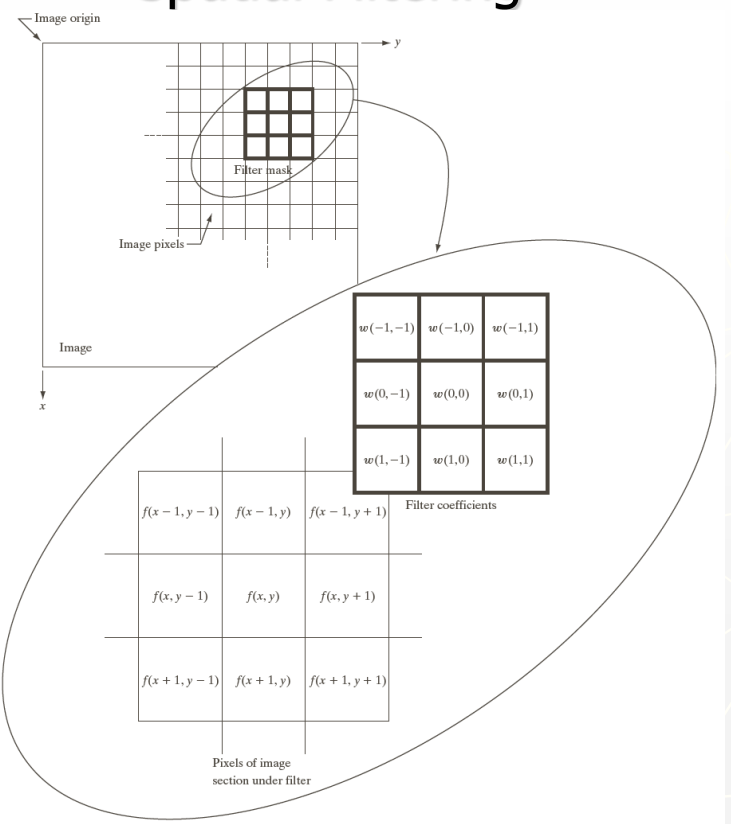 Spatial Filtering
Image origin
y
Filter mask
Image pixels
Image
x
w(−1,−1) w(−1,0) w(−1,1)
w(0,−1) w(0,0) w(0,1)
w(1,−1) w(1,0) w(1,1)
Filter coefficients
f(x − 1, y − 1) f(x − 1, y) f(x − 1, y + 1)
f(x, y − 1) f(x, y) f(x, y + 1)
f(x + 1, y − 1) f(x + 1, y) f(x + 1, y + 1)
Pixels of image
section under filter